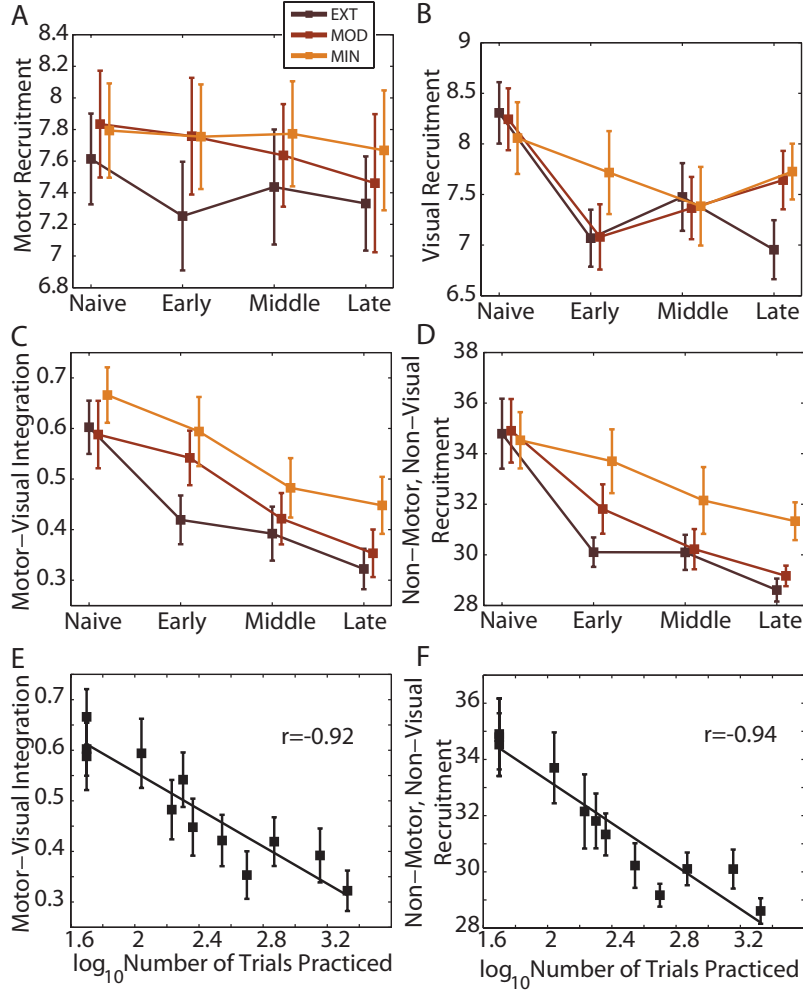 A
EXT
MOD
MIN
Motor Recruitment
8.4
8.2
8
7.8
7.6
7.4
7.2
7
6.8
Naive Early Middle Late
B
Visual Recruitment
9
8.5
8
7.5
7
6.5
Naive Early Middle Late
C
Motor−Visual Integration
0.7
0.6
0.5
0.4
0.3
Naive Early Middle Late
D
Non−Motor, Non−Visual
Recruitment
38
36
34
32
30
28
Naive Early Middle Late
E
Motor−Visual Integration
0.7
0.6
0.5
0.4
0.3
r=-0.92
1.6 2 2.4 2.8 3.2
log10Number of Trials Practiced
F
Non−Motor, Non−Visual
Recruitment
36
34
32
30
28
r=-0.94
1.6 2 2.4 2.8 3.2
log10Number of Trials Practiced